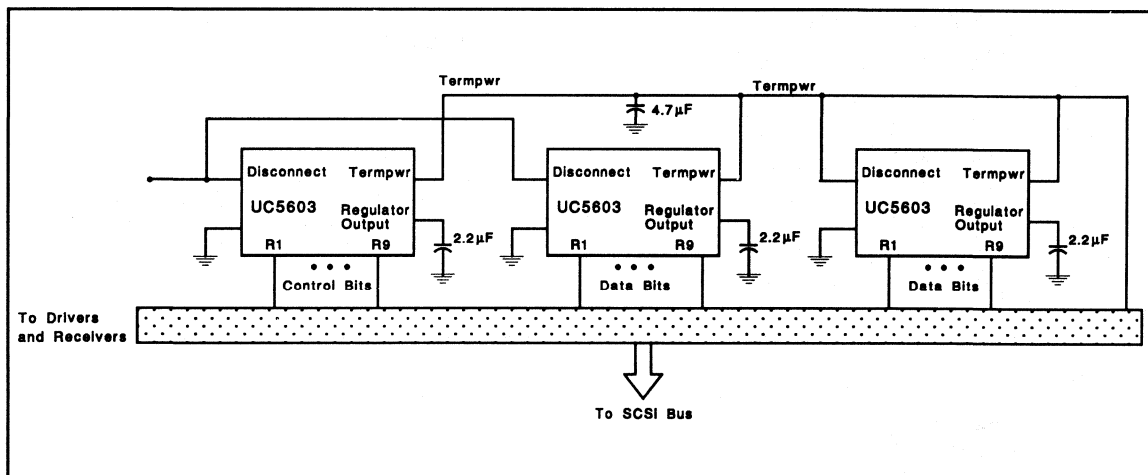 Termpwr
Termpwr
4.7µF
Disconnect Termpwr
UC5603 Regulator Output
R1 R9
2.2µF
Control Bits
Disconnect Termpwr
UC5603 Regulator Output
R1 R9
2.2µF
Data Bits
Disconnect Termpwr
UC5603 Regulator Output
R1 R9
2.2µF
Data Bits
To Drivers
and Receivers
To SCSI Bus